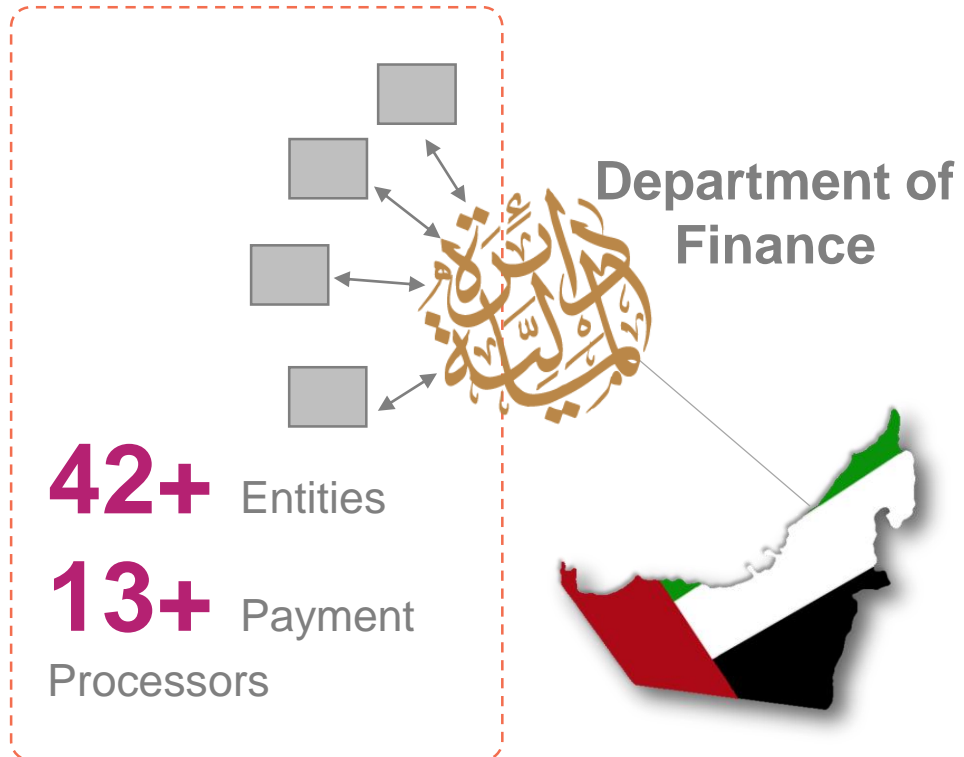 Department of
Finance
دائرة
المالية
42+ Entities
13+ Payment
Processors